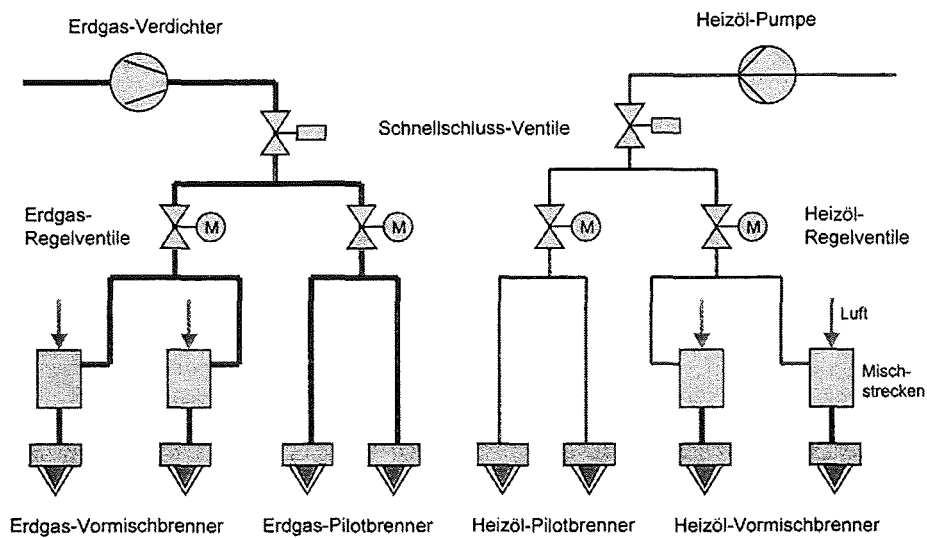 Erdgas-Verdichter
Heizöl-Pumpe
Schnellschluss-Ventile
Erdgas-
Regelventile
M
M
M
M
Heizöl-
Regelventile
Luft
Misch-
strecken
Erdgas-Vormischbrenner
Erdgas-Pilotbrenner
Heizöl-Pilotbrenner
Heizöl-Vormischbrenner